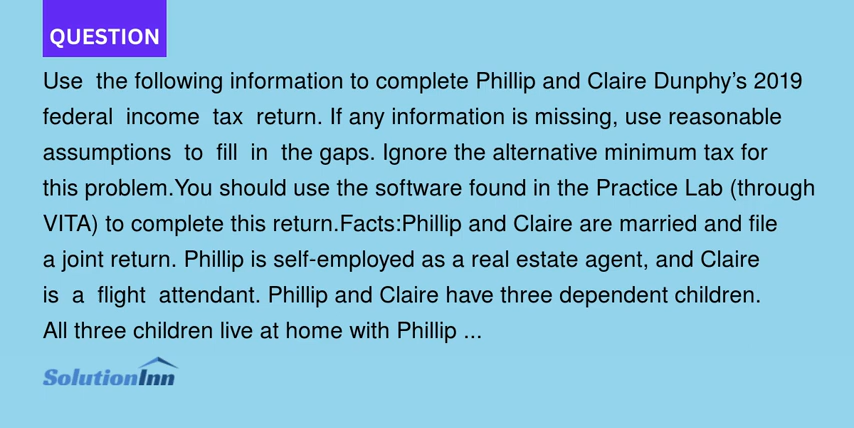 QUESTION
Use the following information to complete Phillip and Claire Dunphy's 2019
federal income tax return. If any information is missing, use reasonable
assumptions to fill in the gaps. Ignore the alternative minimum tax for
this problem.You should use the software found in the Practice Lab (through
VITA) to complete this return.Facts:Phillip and Claire are married and file
a joint return. Phillip is self-employed as a real estate agent, and Claire
is a flight attendant. Phillip and Claire have three dependent children.
All three children live at home with Phillip ...
SolutionInn